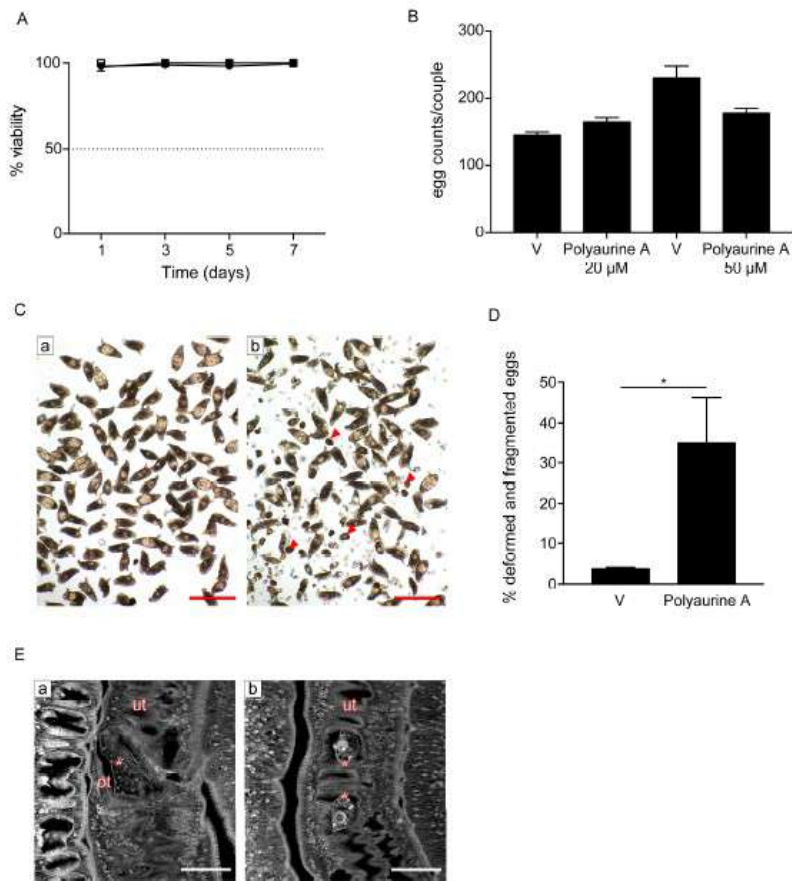 A
% viability
100
50
0
1 3 5 7
Time (days)
B
egg counts/couple
300
200
100
0
V Polyaurine A V Polyaurine A
20 µM 50 µM
C
a b
D
% deformed and fragmented eggs
50
40
30
20
10
0
*
V Polyaurine A
E
a b
ut ut
* *
ot *